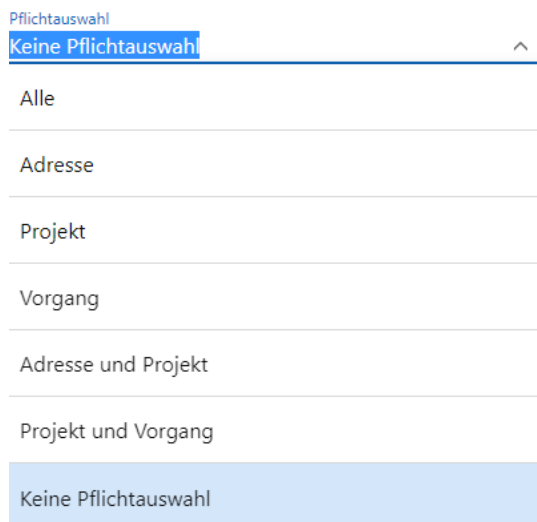 Pflichtauswahl
Keine Pflichtauswahl
Alle
Adresse
Projekt
Vorgang
Adresse und Projekt
Projekt und Vorgang
Keine Pflichtauswahl